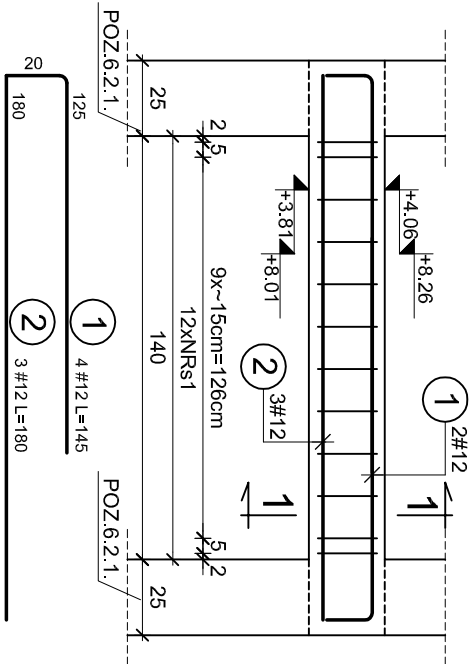 1 2#12
1
1
+4.06
+8.26
+3.81
+8.01
2 3#12
2 5
9x~15cm=126cm
5 2
12xNRs1
25
140
25
POZ.6.2.1.
POZ.6.2.1.
20
125
1 4 #12 L=145
180
2 3 #12 L=180